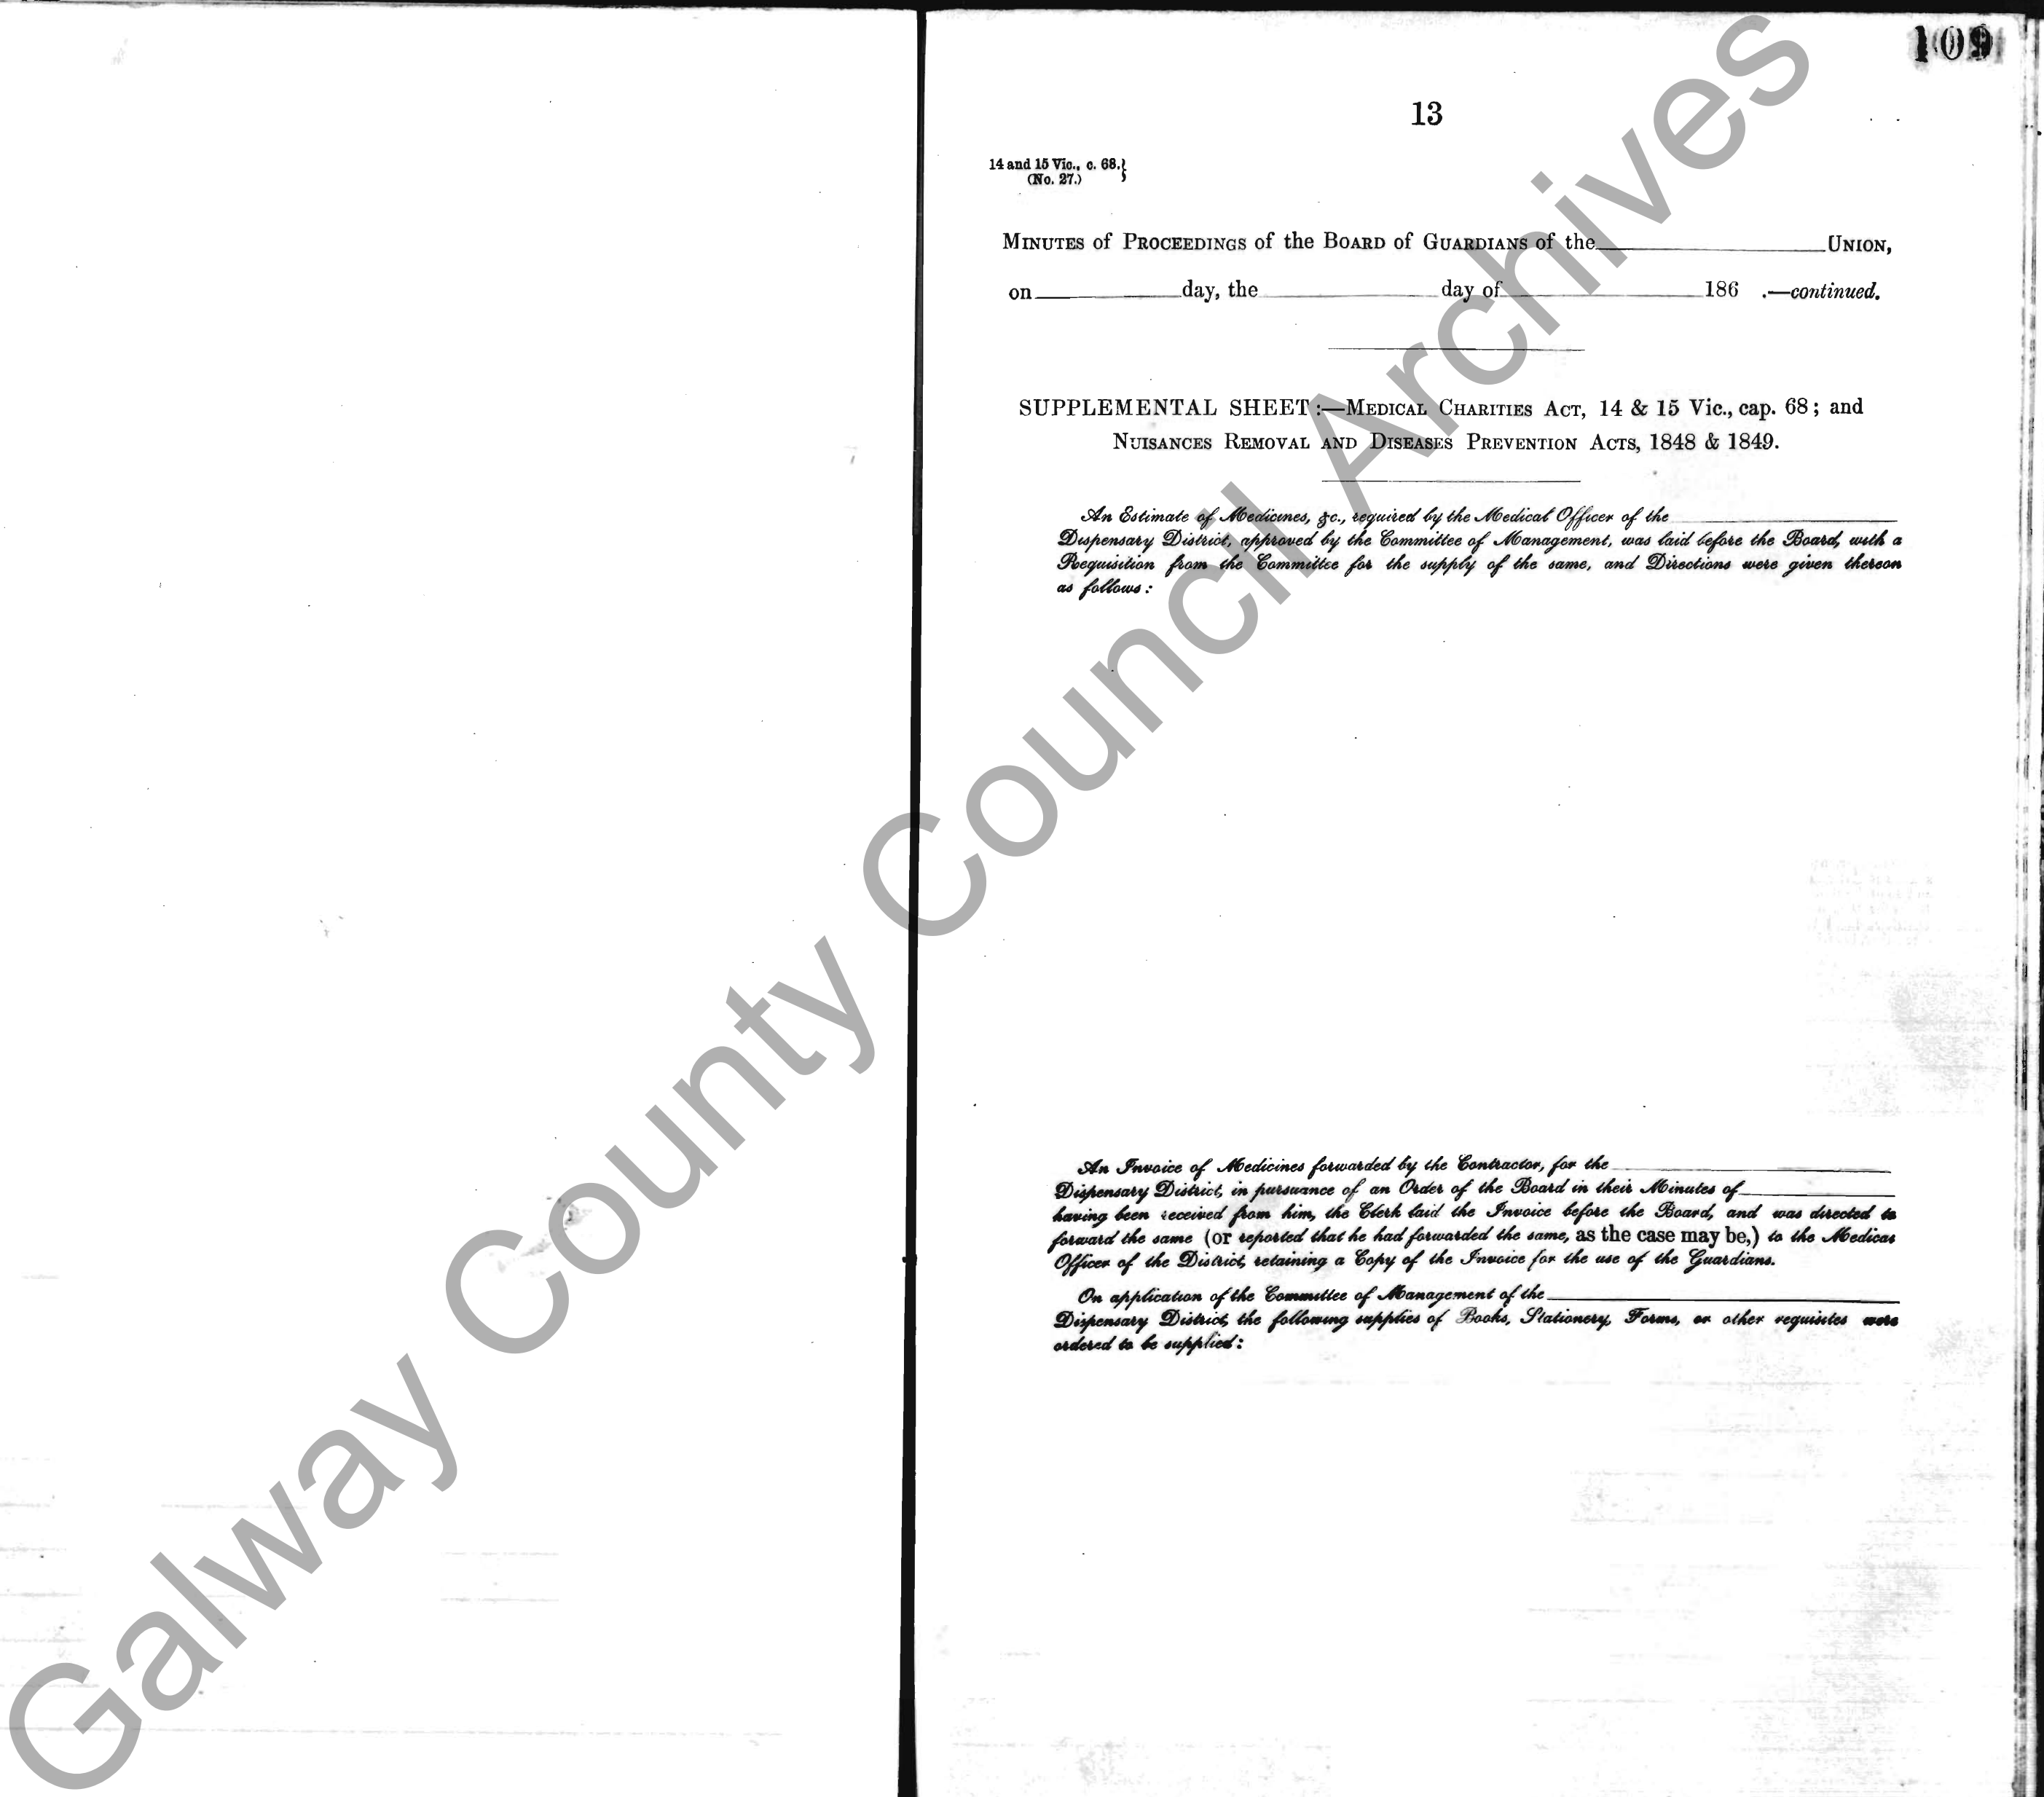 109
13
14 and 15 Vic., c. 68.}
(No. 27.)
MINUTES of PROCEEDINGS of the BOARD of GUARDIANS of the UNION,
on day, the day of 186 .—continued.
SUPPLEMENTAL SHEET :—MEDICAL CHARITIES ACT, 14 & 15 Vic., cap. 68; and
NUISANCES REMOVAL AND DISEASES PREVENTION ACTS, 1848 & 1849.
An Estimate of Medicines, &c., required by the Medical Officer of the
Dispensary District, approved by the Committee of Management, was laid before the Board, with a
Requisition from the Committee for the supply of the same, and Directions were given thereon
as follows:
An Invoice of Medicines forwarded by the Contractor, for the
Dispensary District, in pursuance of an Order of the Board in their Minutes of
having been received from him, the Clerk laid the Invoice before the Board, and was directed to
forward the same (or reported that he had forwarded the same, as the case may be,) to the Medical
Officer of the District, retaining a Copy of the Invoice for the use of the Guardians.
On application of the Committee of Management of the
Dispensary District, the following supplies of Books, Stationery, Forms, or other requisites were
ordered to be supplied:
Galway County Council Archives